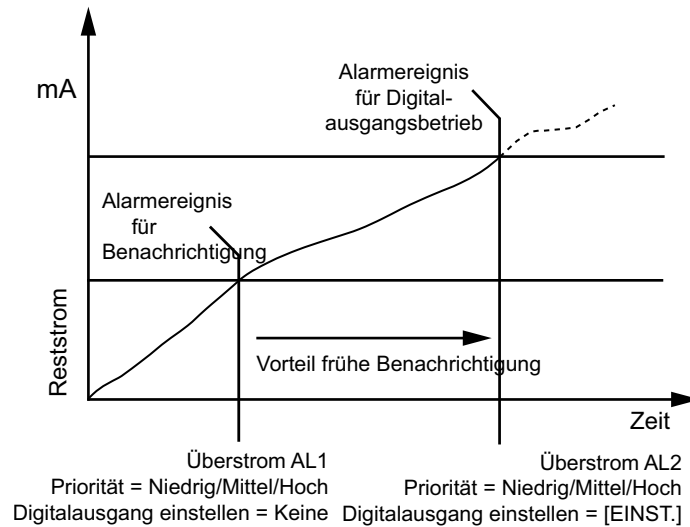 mA
Alarmereignis
für Digital-
ausgangsbetrieb
Alarmereignis
für
Benachrichtigung
Reststrom
Vorteil frühe Benachrichtigung
Zeit
Überstrom AL1
Priorität = Niedrig/Mittel/Hoch
Digitalausgang einstellen = Keine
Überstrom AL2
Priorität = Niedrig/Mittel/Hoch
Digitalausgang einstellen = [EINST.]